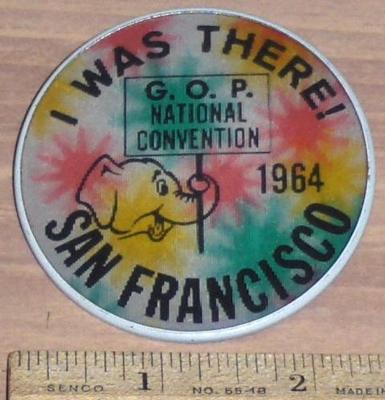 I WAS THERE!
G. O. P.
NATIONAL
CONVENTION
1964
SAN FRANCISCO
1 2
SENCO NO. 55-18 MADE IN